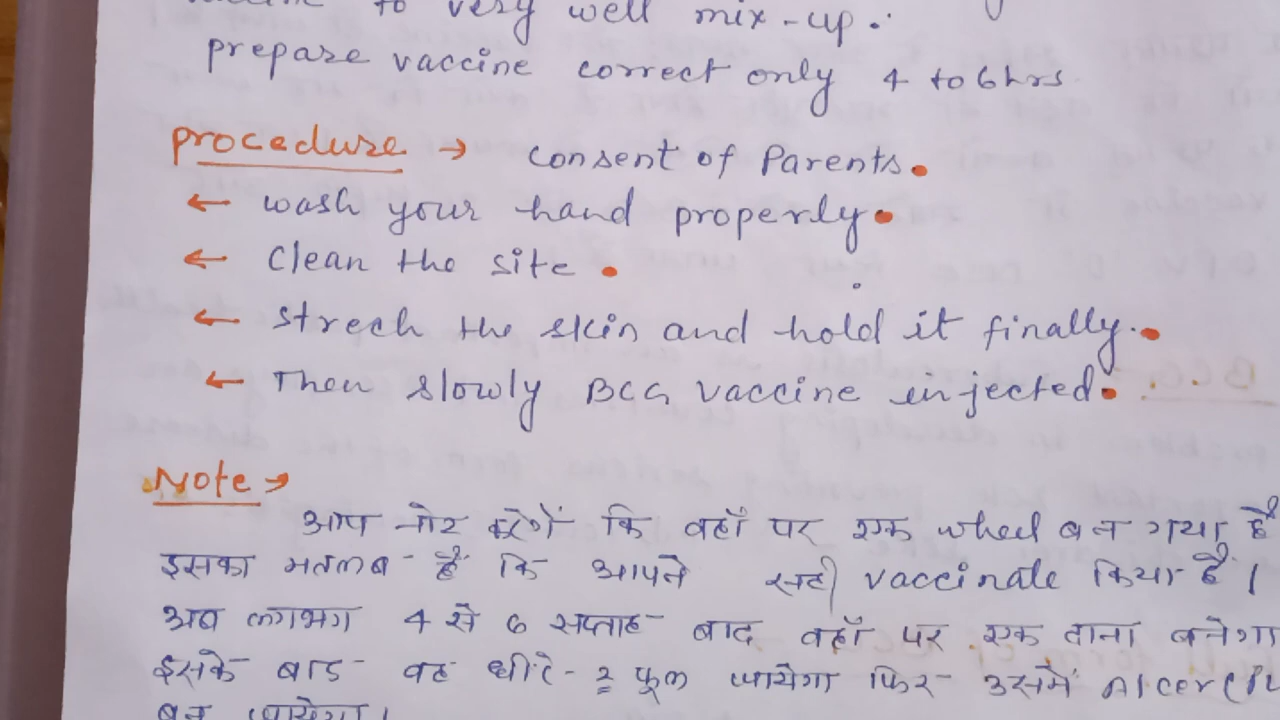 to very well mix-up.
prepare vaccine correct only 4 to 6 hrs
Procedure → Consent of Parents.
← wash your hand properly.
← Clean the site.
← strech the skin and hold it finally.
← Then slowly BCG vaccine injected.
Note →
आप नोट करेगें कि वहाँ पर एक wheel बन गया है
इसका मतलब है कि आपने सही vaccinate किया है।
अब लगभग 4 से 6 सप्ताह बाद वहाँ पर एक दाना बनेगा
इसके बाद वह धीरे-२ फूल जायेगा फिर उसमें
बन जायेगा।